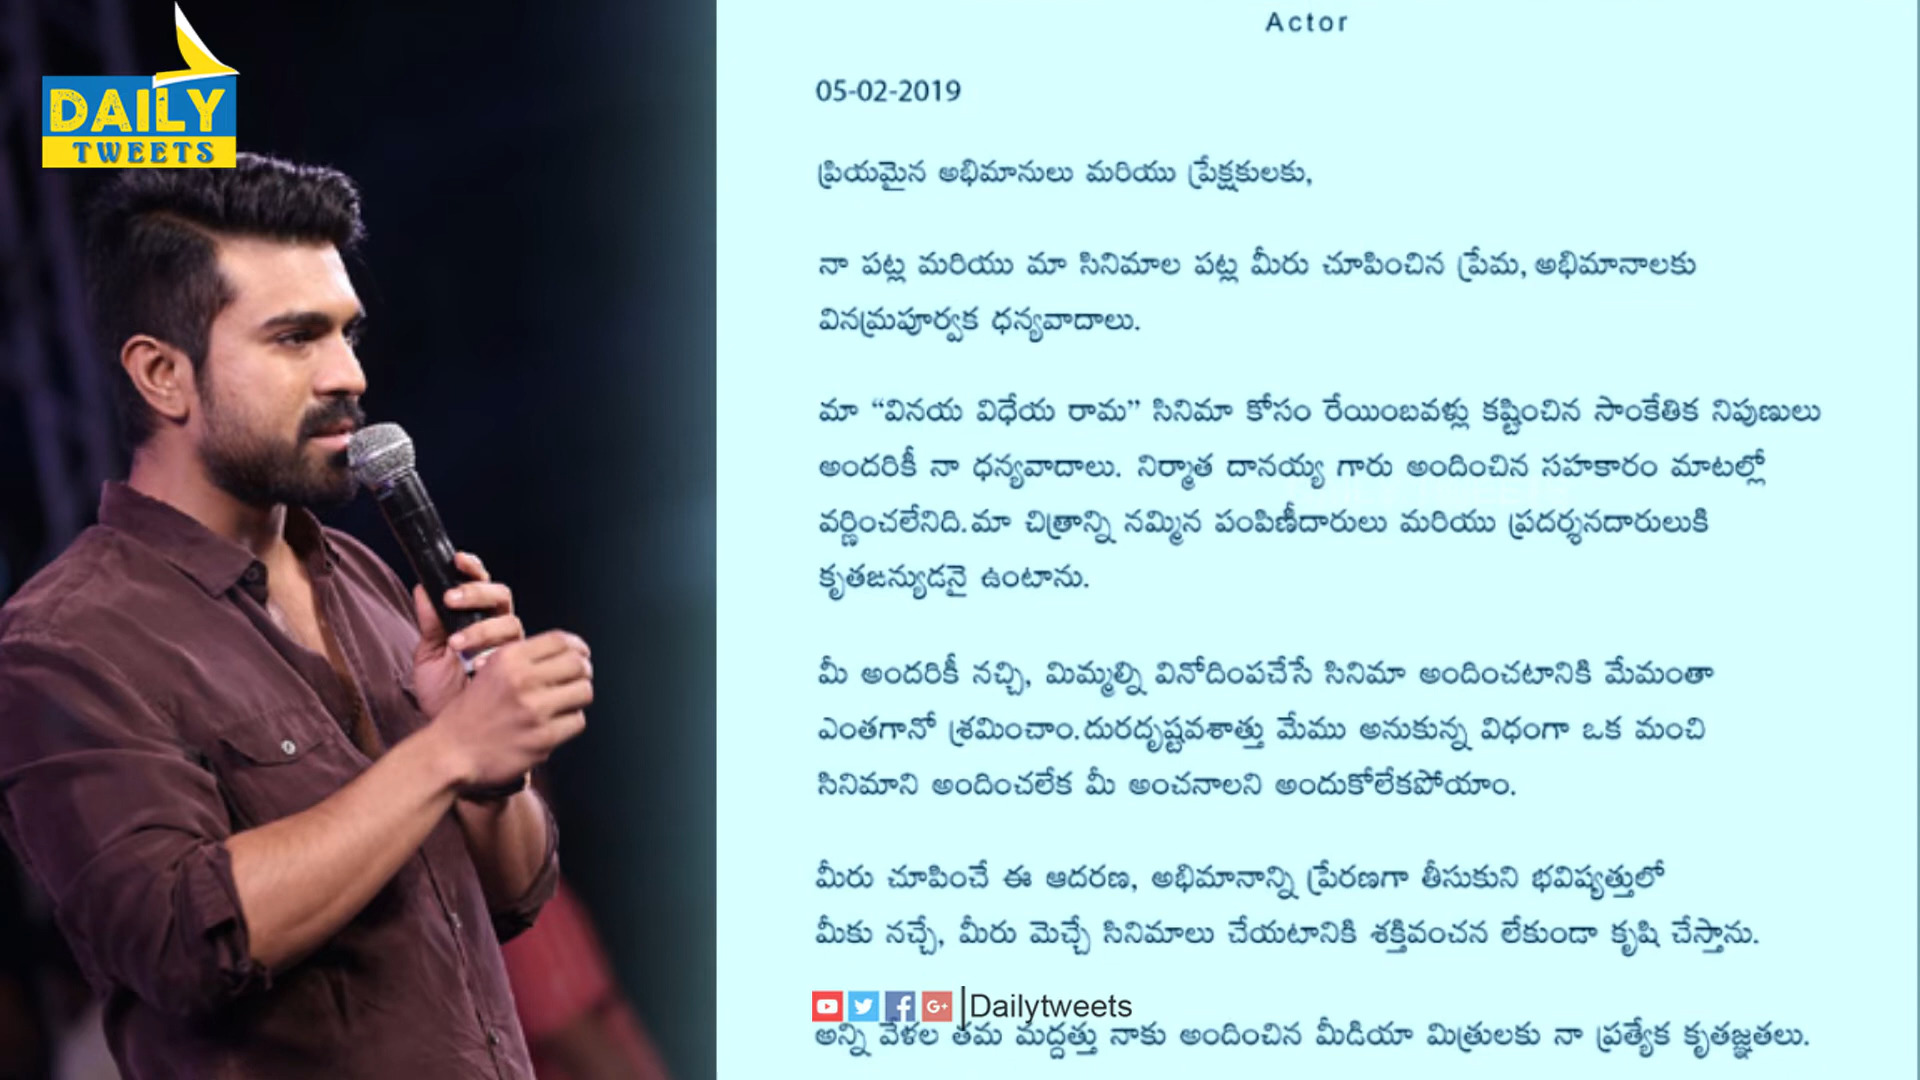 DAILY
TWEETS
Actor
05-02-2019
ప్రియమైన అభిమానులు మరియు ప్రేక్షకులకు,
నా పట్ల మరియు మా సినిమాల పట్ల మీరు చూపించిన ప్రేమ, అభిమానాలకు
వినమ్రపూర్వక ధన్యవాదాలు.
మా “వినయ విధేయ రామ” సినిమా కోసం రేయింబవళ్లు కష్టించిన సాంకేతిక నిపుణులు
అందరికీ నా ధన్యవాదాలు. నిర్మాత దానయ్య గారు అందించిన సహకారం మాటల్లో
వర్ణించలేనిది.మా చిత్రాన్ని నమ్మిన పంపిణీదారులు మరియు ప్రదర్శనదారులుకి
కృతఙన్యుడనై ఉంటాను.
మీ అందరికీ నచ్చి, మిమ్మల్ని వినోదింపచేసే సినిమా అందించటానికి మేమంతా
ఎంతగానో శ్రమించాం.దురదృష్టవశాత్తు మేము అనుకున్న విధంగా ఒక మంచి
సినిమాని అందించలేక మీ అంచనాలని అందుకోలేకపోయాం.
మీరు చూపించే ఈ ఆదరణ, అభిమానాన్ని ప్రేరణగా తీసుకుని భవిష్యత్తులో
మీకు నచ్చే, మీరు మెచ్చే సినిమాలు చేయటానికి శక్తివంచన లేకుండా కృషి చేస్తాను.
|Dailytweets
అన్ని వేళల తమ మద్దత్తు నాకు అందించిన మీడియా మిత్రులకు నా ప్రత్యేక కృతజ్ఞతలు.